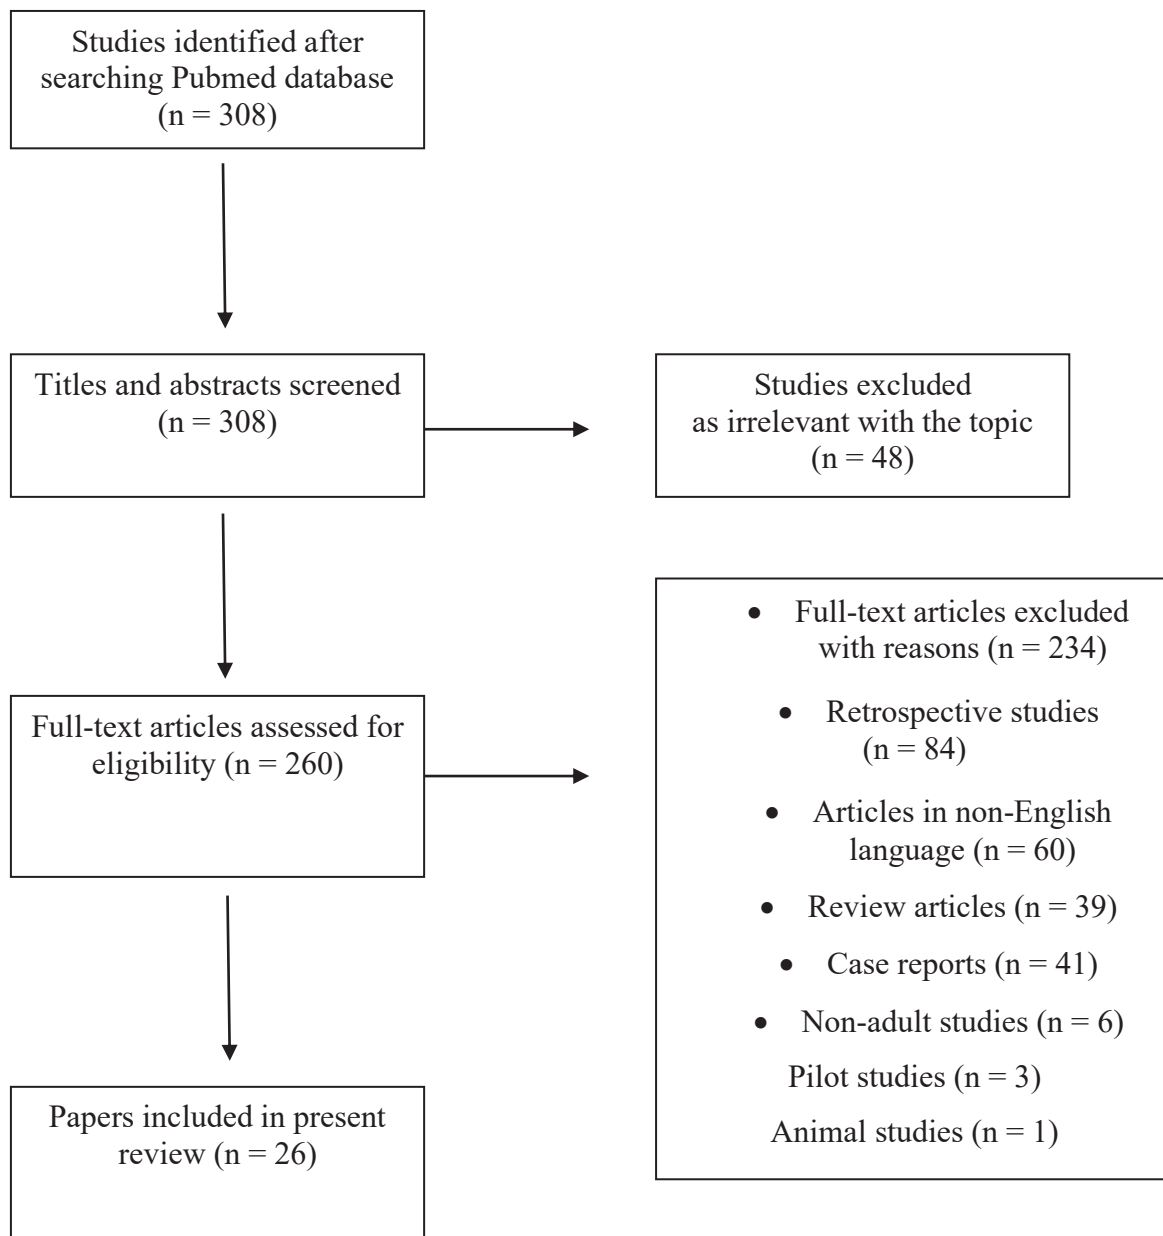 Studies identified after
searching Pubmed database
(n = 308)
Titles and abstracts screened
(n = 308)
Studies excluded
as irrelevant with the topic
(n = 48)
Full-text articles assessed for
eligibility (n = 260)
• Full-text articles excluded
with reasons (n = 234)
• Retrospective studies
(n = 84)
• Articles in non-English
language (n = 60)
• Review articles (n = 39)
• Case reports (n = 41)
• Non-adult studies (n = 6)
Pilot studies (n = 3)
Animal studies (n = 1)
Papers included in present
review (n = 26)